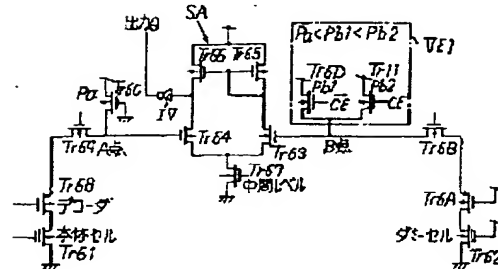 SA
出力O
Pa<Pb1<Pb2
VE1
Tr66
Tr65
Tr6D
Tr11
Pa
Tr6C
Pb1
CE
Pb2
CE
IV
Tr69
A点
Tr64
Tr63
B点
Tr6B
Tr67
中間レベル
Tr68
デコーダ
Tr6A
本体セル
Tr61
ダミーセル
Tr62